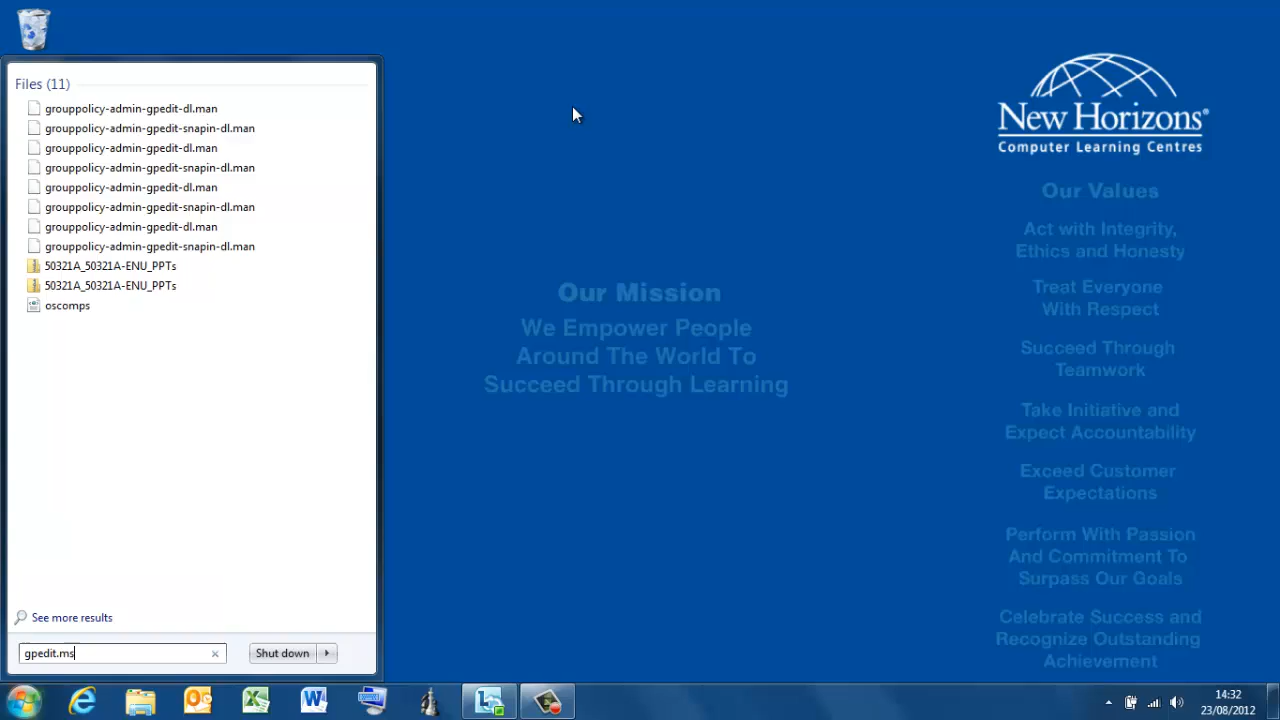 Files (11)
grouppolicy-admin-gpedit-dl.man
grouppolicy-admin-gpedit-snapin-dl.man
grouppolicy-admin-gpedit-dl.man
grouppolicy-admin-gpedit-snapin-dl.man
grouppolicy-admin-gpedit-dl.man
grouppolicy-admin-gpedit-snapin-dl.man
grouppolicy-admin-gpedit-dl.man
grouppolicy-admin-gpedit-snapin-dl.man
50321A_50321A-ENU_PPTs
50321A_50321A-ENU_PPTs
oscomps
See more results
gpedit.ms
Shut down
Our Mission
We Empower People
Around The World To
Succeed Through Learning
New Horizons®
Computer Learning Centres
Our Values
Act with Integrity,
Ethics and Honesty
Treat Everyone
With Respect
Succeed Through
Teamwork
Take Initiative and
Expect Accountability
Exceed Customer
Expectations
Perform With Passion
And Commitment To
Surpass Our Goals
Celebrate Success and
Recognize Outstanding
Achievement
14:32
23/08/2012